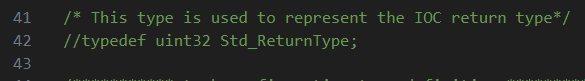 41 /* This type is used to represent the IOC return type*/
42 //typedef uint32 Std_ReturnType;
43